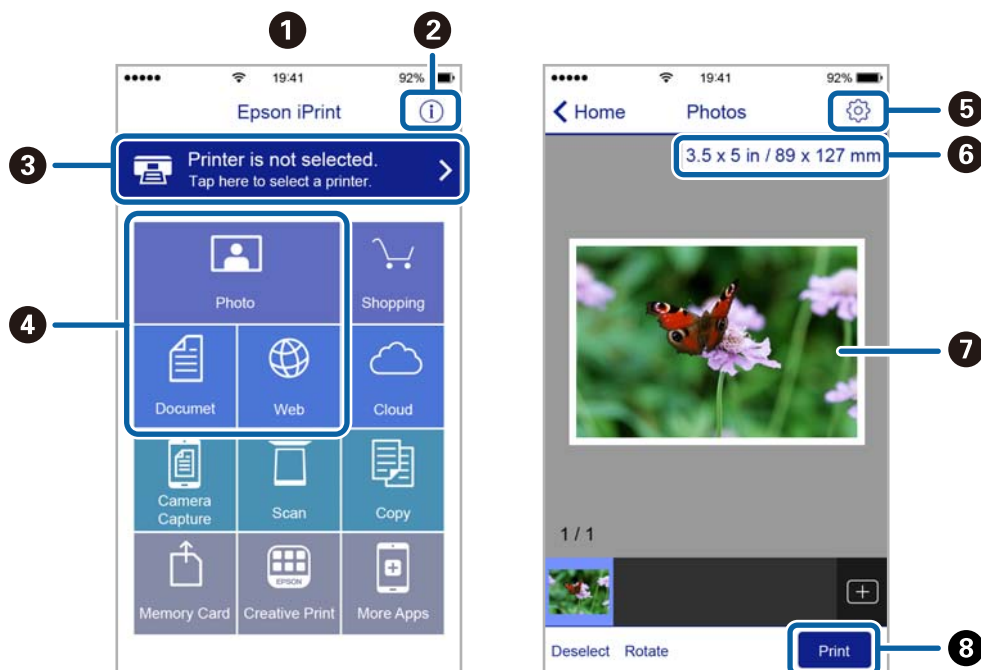 1
2
19:41
92%
Epson iPrint
i
3
Printer is not selected.
Tap here to select a printer.
4
Photo
Shopping
Documet
Web
Cloud
Camera
Capture
Scan
Copy
EPSON
Memory Card
Creative Print
More Apps
19:41
92%
Home
Photos
5
3.5 x 5 in / 89 x 127 mm
6
7
1 / 1
Deselect
Rotate
Print
8